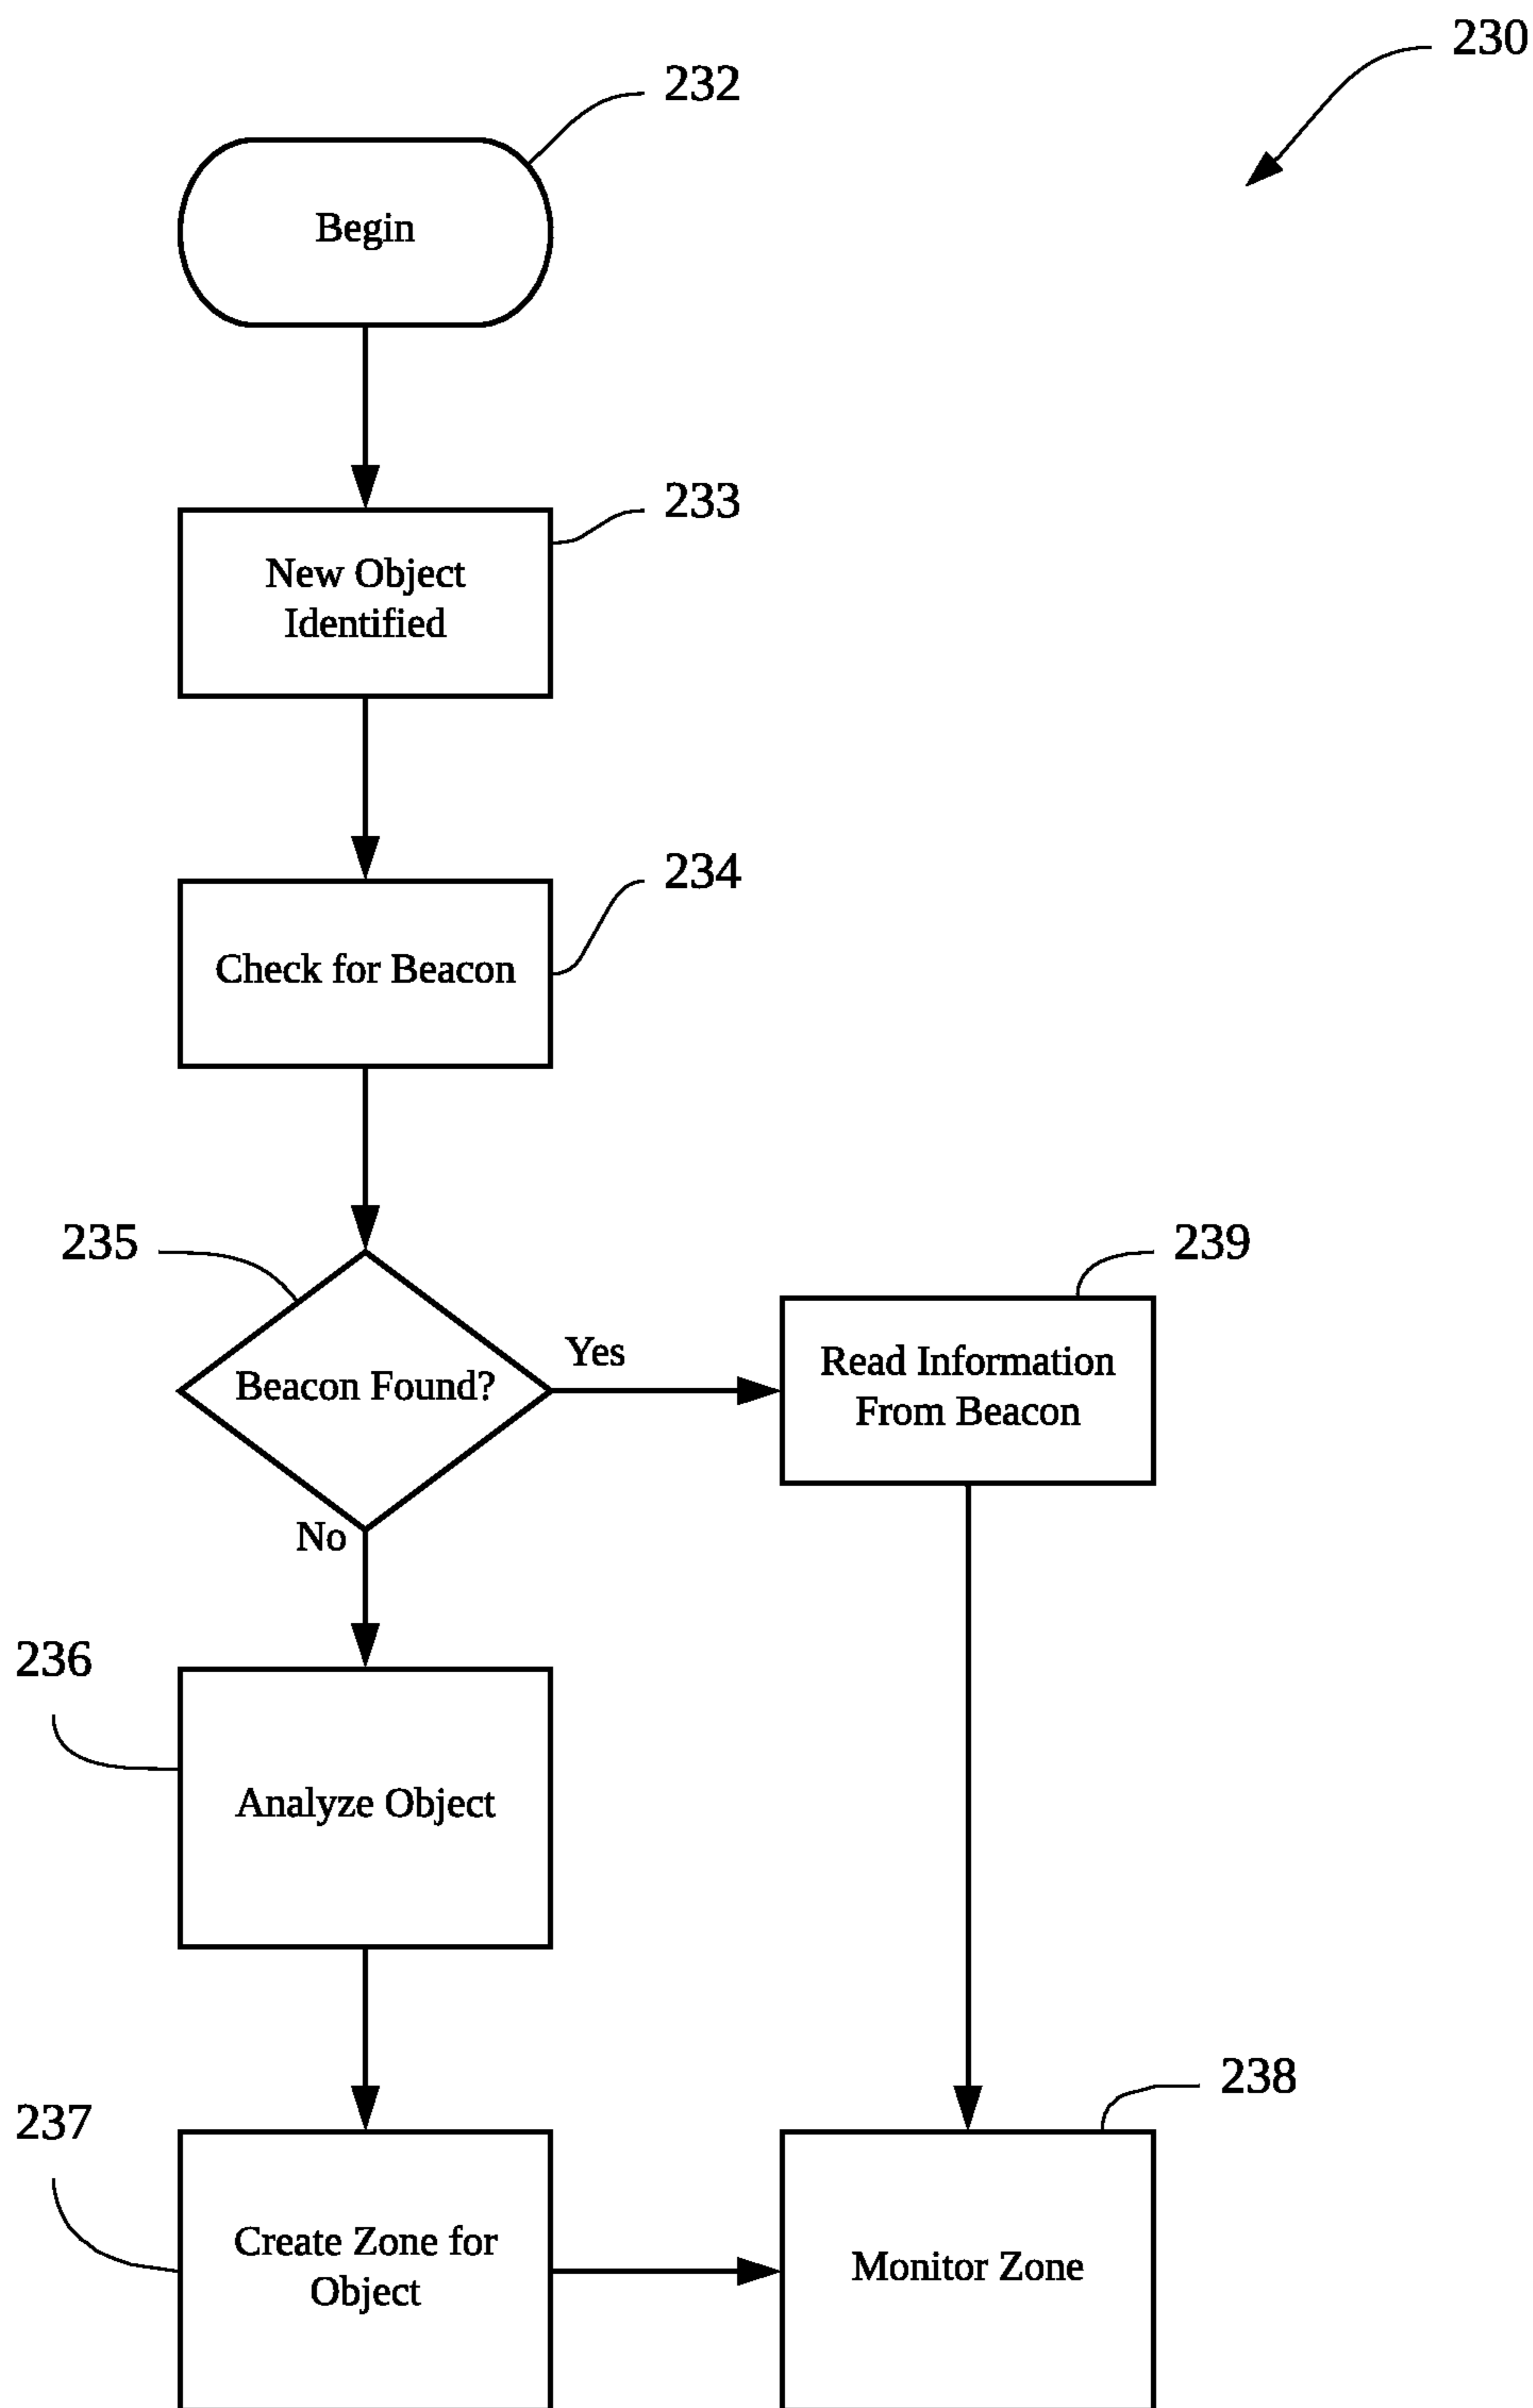 230
232
Begin
233
New Object
Identified
234
Check for Beacon
235
239
Yes
Read Information
From Beacon
Beacon Found?
No
236
Analyze Object
238
237
Create Zone for
Object
Monitor Zone